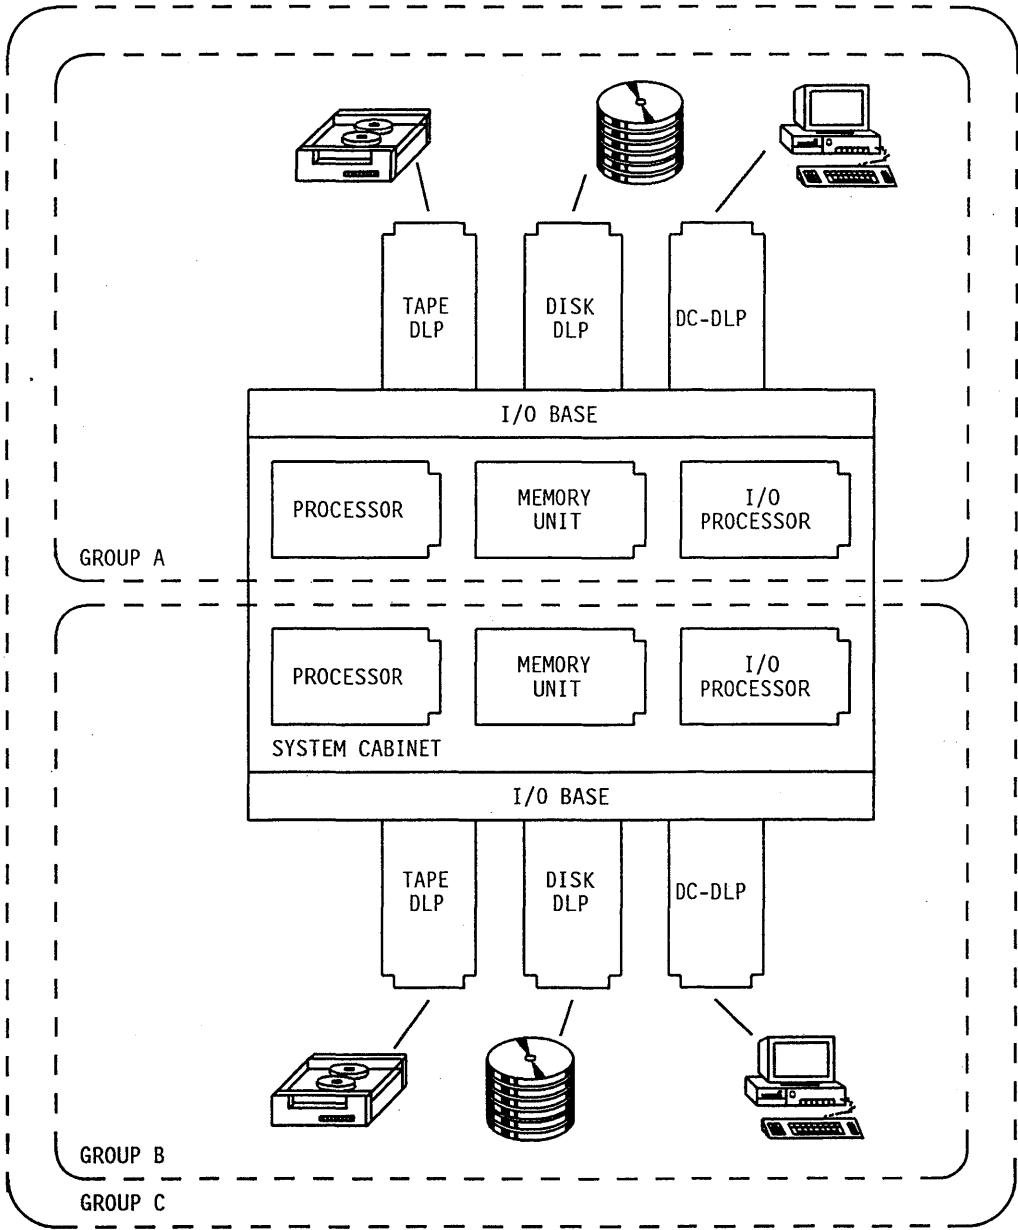 TAPE
DLP
DISK
DLP
DC-DLP
I/O BASE
PROCESSOR
MEMORY
UNIT
I/O
PROCESSOR
GROUP A
PROCESSOR
MEMORY
UNIT
I/O
PROCESSOR
SYSTEM CABINET
I/O BASE
TAPE
DLP
DISK
DLP
DC-DLP
GROUP B
GROUP C